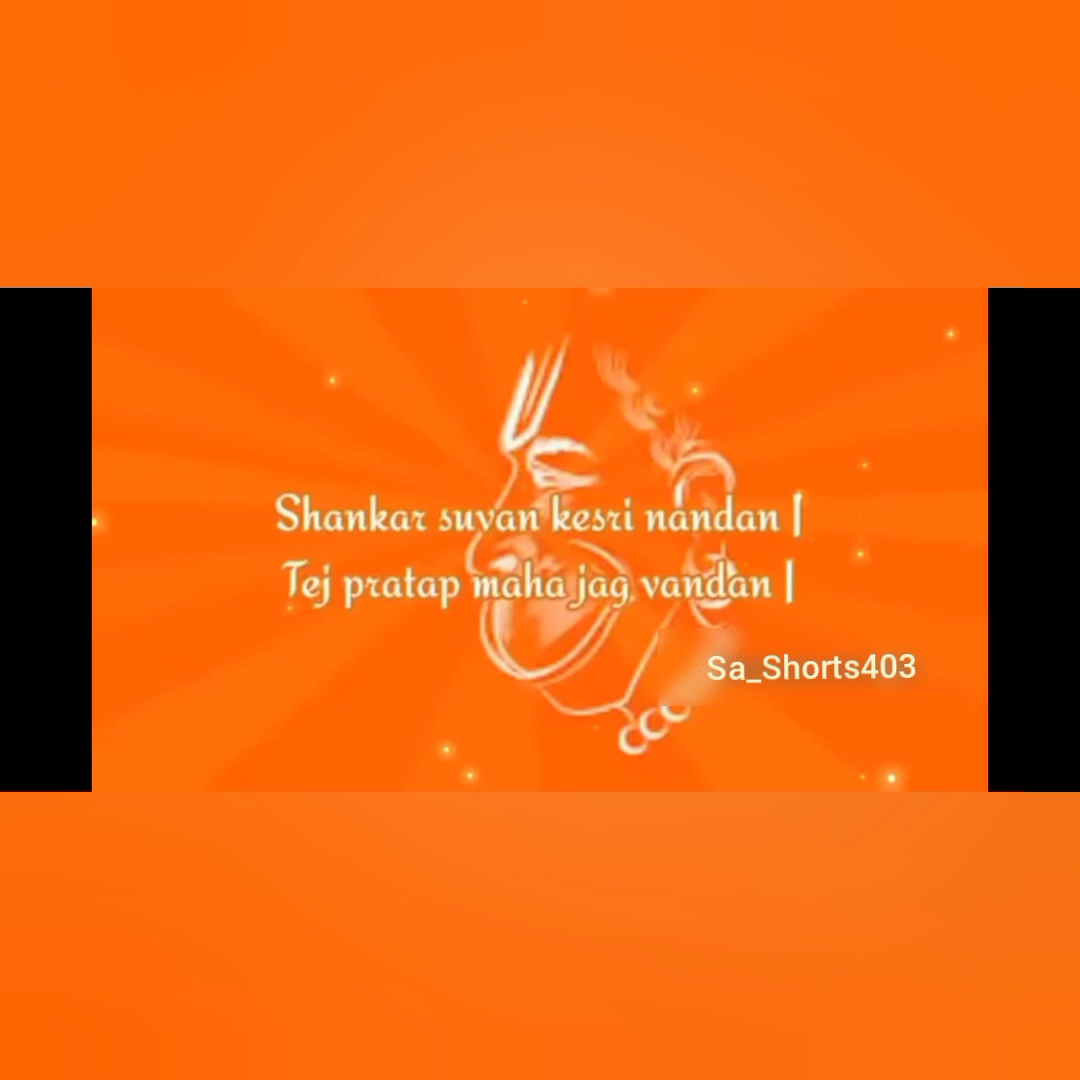 Shankar suvan kesri nandan |
Tej pratap maha jag vandan |
Sa_Shorts403